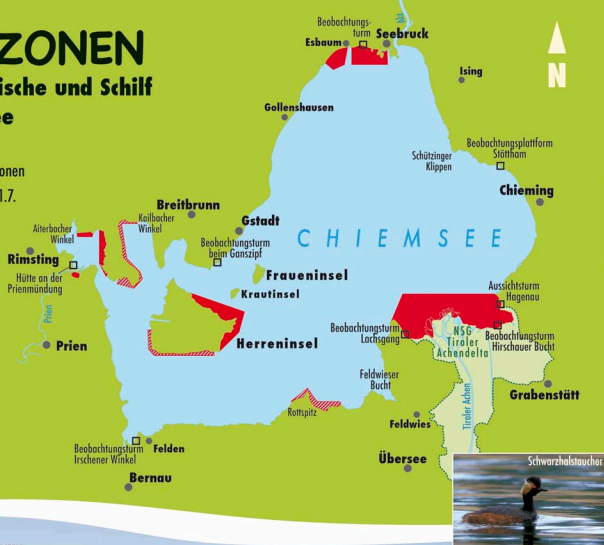 ZONEN
ische und Schilf
e
onen
1.7.
Beobachtungs-
turm
Alz
Esbaum
Seebruck
N
Ising
Gollenshausen
Beobachtungsplattform
Stöttham
Schützinger
Klippen
Chieming
Breitbrunn
Kailbacher
Winkel
Gstadt
Aiterbacher
Winkel
CHIEMSEE
Beobachtungsturm
beim Ganszipf
Rimsting
Fraueninsel
Hütte an der
Prienmündung
Krautinsel
Aussichtsturm
Hagenau
Prien
Beobachtungsturm
Lachsgang
NSG
Tiroler
Achendelta
Beobachtungsturm
Hirschauer Bucht
Prien
Herreninsel
Feldwieser
Bucht
Tiroler Achen
Grabenstätt
Rottspitz
Feldwies
Beobachtungsturm
Irschener Winkel
Felden
Übersee
Bernau
Schwarzhalstaucher